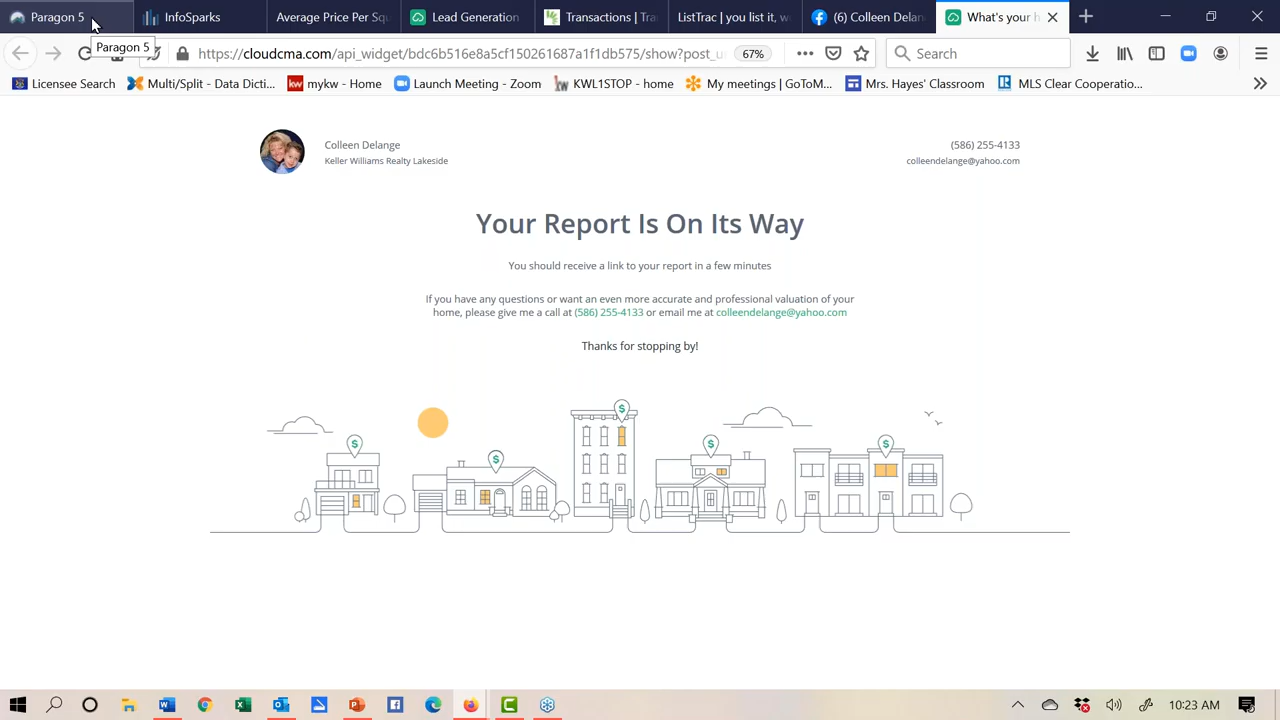 Paragon 5
InfoSparks
Average Price Per Squ
Lead Generation
Transactions | Tra
ListTrac | you list it, w
(6) Colleen Delan
What's your h
Paragon 5
https://cloudcma.com/api_widget/bdc6b516e8a5cf150261687a1f1db575/show?post_u
67%
Search
Licensee Search
Multi/Split - Data Dicti...
mykw - Home
Launch Meeting - Zoom
KWL1STOP - home
My meetings | GoToM...
Mrs. Hayes' Classroom
MLS Clear Cooperatio...
Colleen Delange
Keller Williams Realty Lakeside
(586) 255-4133
colleendelange@yahoo.com
Your Report Is On Its Way
You should receive a link to your report in a few minutes
If you have any questions or want an even more accurate and professional valuation of your
home, please give me a call at (586) 255-4133 or email me at colleendelange@yahoo.com
Thanks for stopping by!
10:23 AM